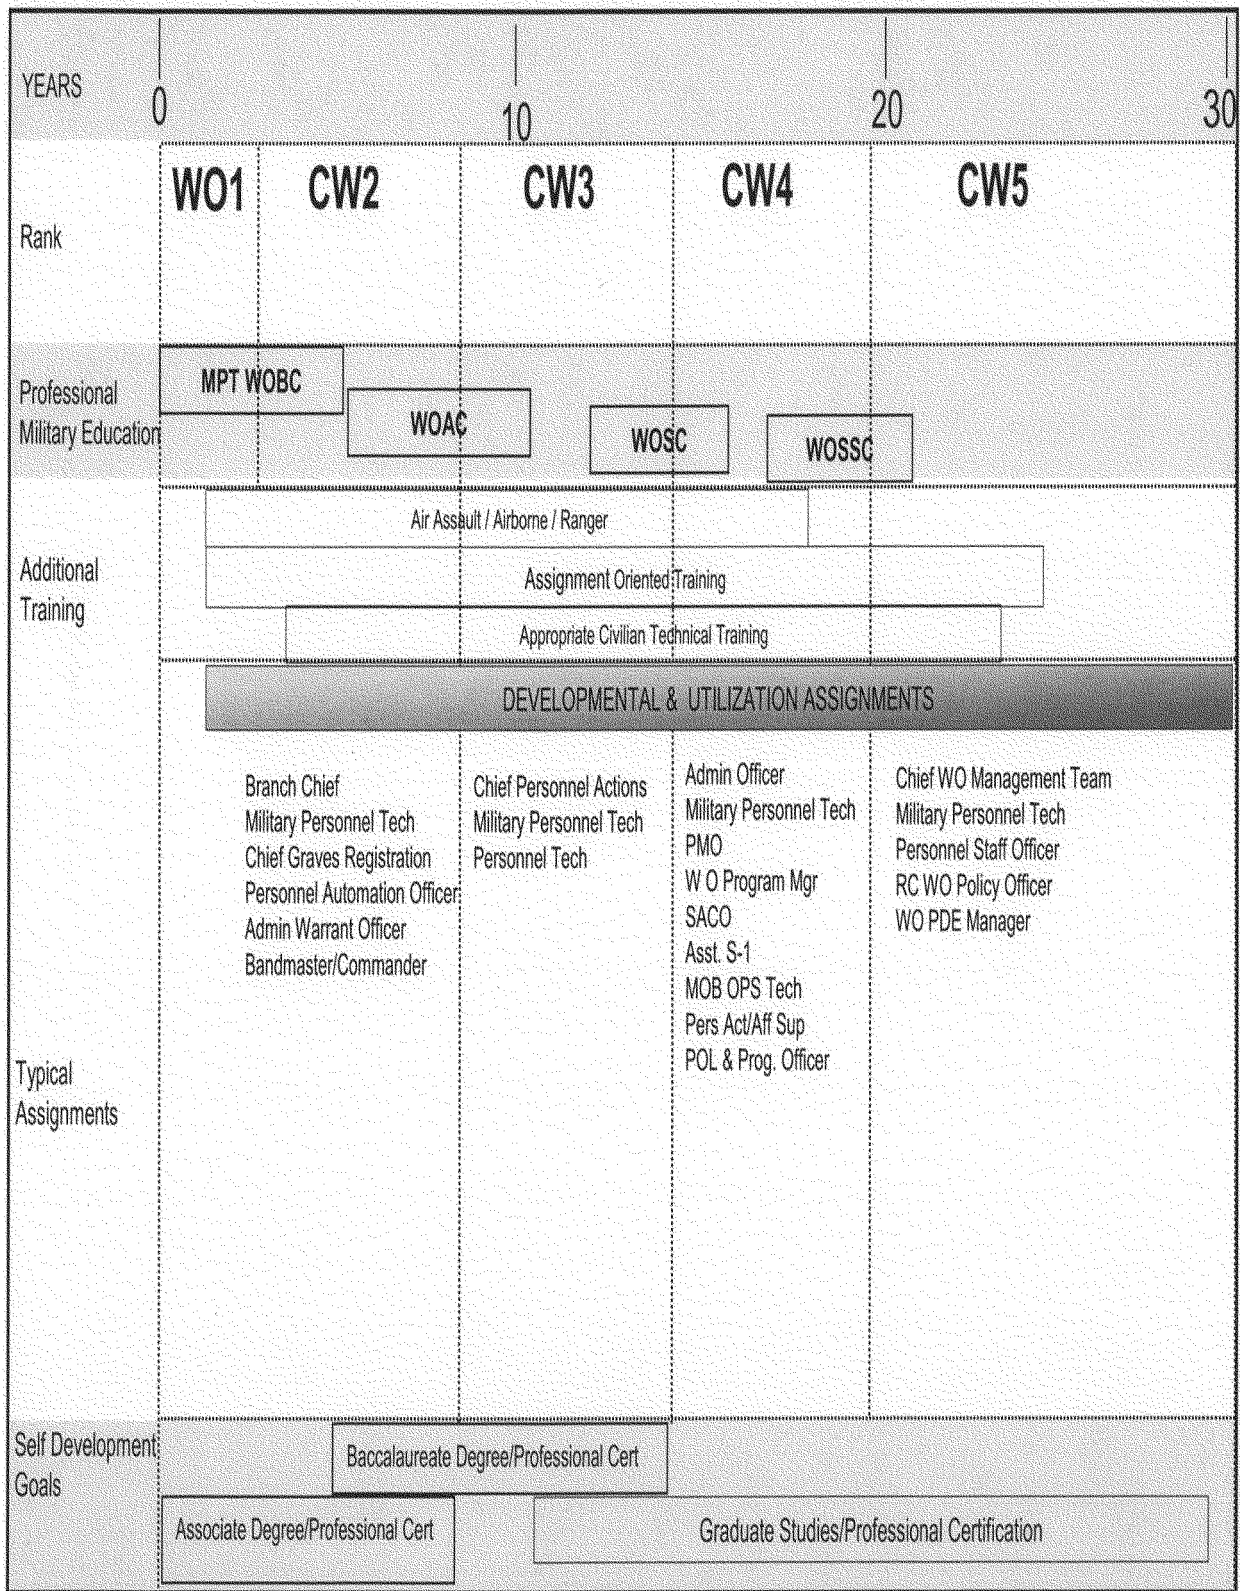 YEARS
0
10
20
30
Rank
WO1
CW2
CW3
CW4
CW5
Professional
Military Education
MPT WOBC
WOAC
WOSC
WOSSC
Additional
Training
Air Assault / Airborne / Ranger
Assignment Oriented Training
Appropriate Civilian Technical Training
DEVELOPMENTAL & UTILIZATION ASSIGNMENTS
Typical
Assignments
Branch Chief
Military Personnel Tech
Chief Graves Registration
Personnel Automation Officer
Admin Warrant Officer
Bandmaster/Commander
Chief Personnel Actions
Military Personnel Tech
Personnel Tech
Admin Officer
Military Personnel Tech
PMO
W O Program Mgr
SACO
Asst. S-1
MOB OPS Tech
Pers Act/Aff Sup
POL & Prog. Officer
Chief WO Management Team
Military Personnel Tech
Personnel Staff Officer
RC WO Policy Officer
WO PDE Manager
Self Development
Goals
Baccalaureate Degree/Professional Cert
Associate Degree/Professional Cert
Graduate Studies/Professional Certification